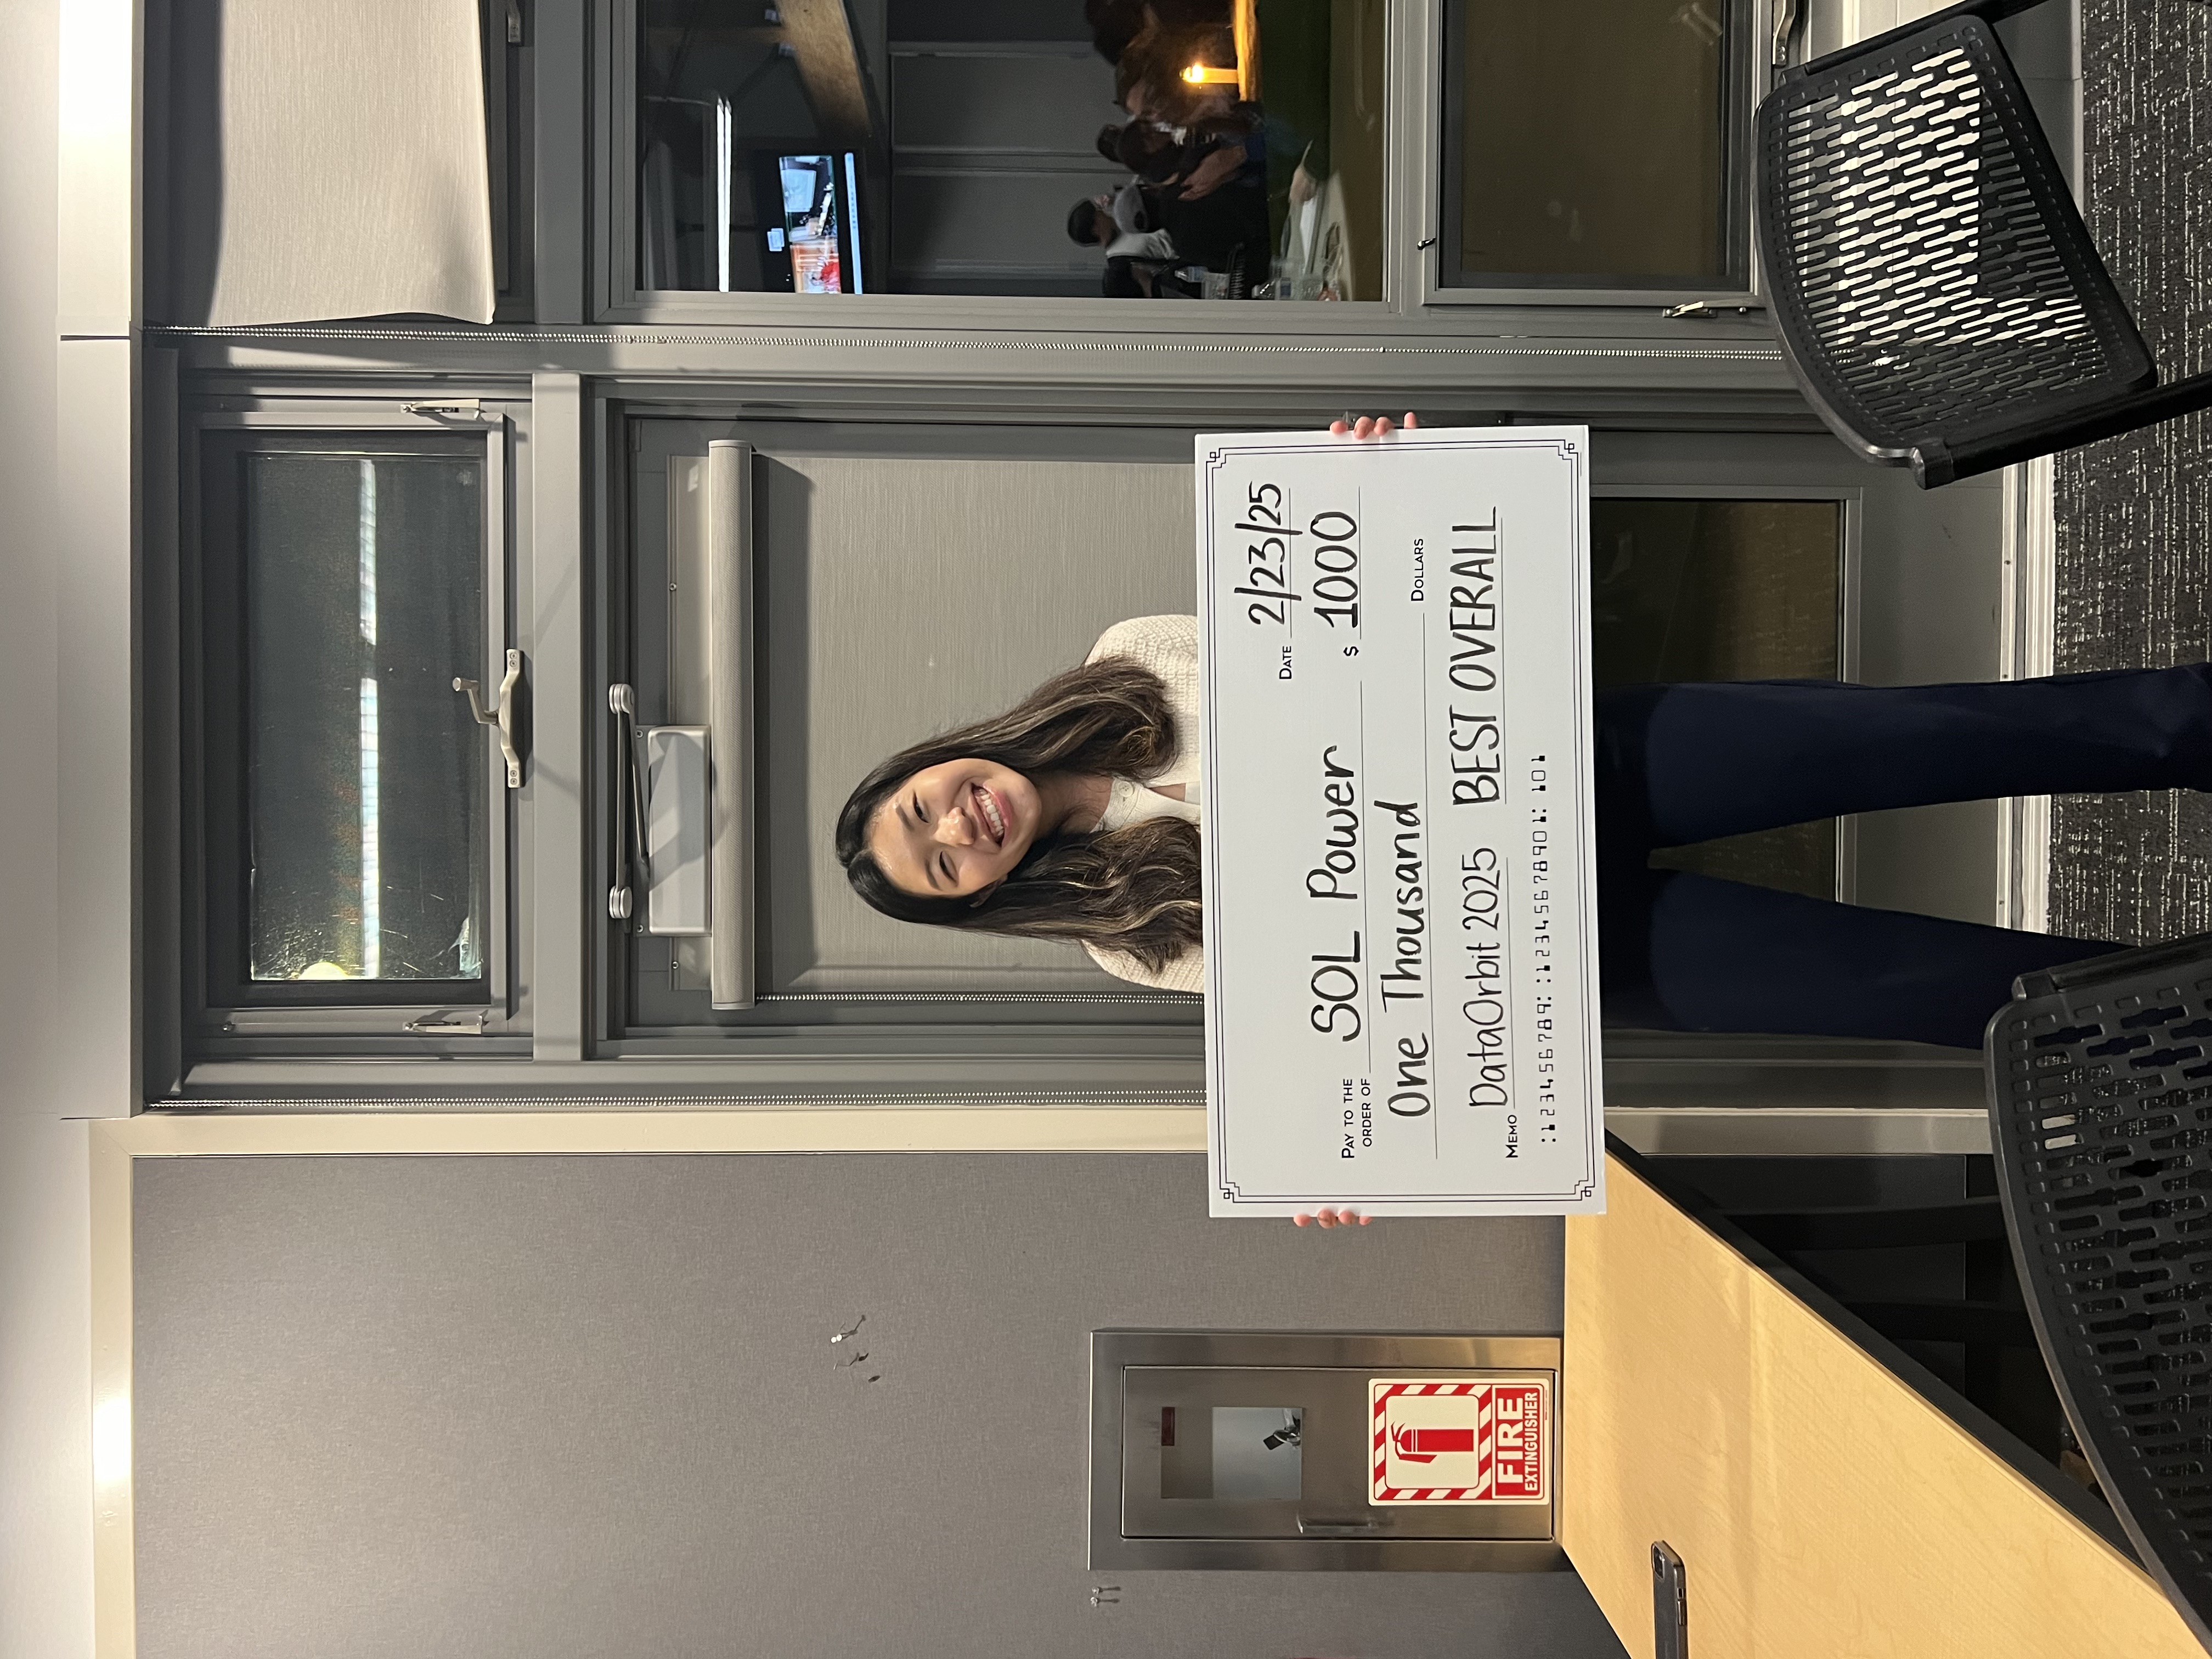 DATE 2/23/25
PAY TO THE
ORDER OF SOL Power $ 1000
One Thousand DOLLARS
MEMO DataOrbit 2025 BEST OVERALL
⑆123456789⑆ ⑆12345678901⑆ 101
FIRE
EXTINGUISHER